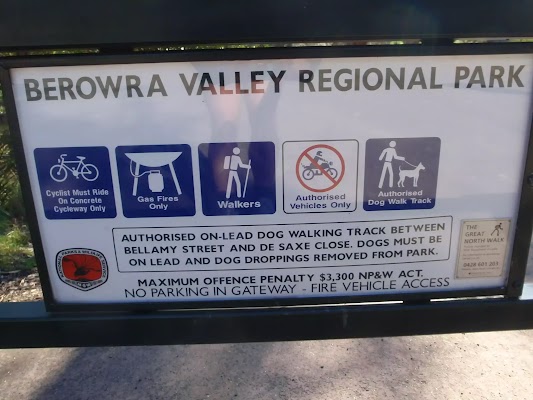 BEROWRA VALLEY REGIONAL PARK
Cyclist Must Ride
On Concrete
Cycleway Only
Gas Fires
Only
Walkers
Authorised
Vehicles Only
Authorised
Dog Walk Track
AUTHORISED ON-LEAD DOG WALKING TRACK BETWEEN
BELLAMY STREET AND DE SAXE CLOSE. DOGS MUST BE
ON LEAD AND DOG DROPPINGS REMOVED FROM PARK.
MAXIMUM OFFENCE PENALTY $3,300 NP&W ACT.
NO PARKING IN GATEWAY - FIRE VEHICLE ACCESS
THE
GREAT
NORTH WALK